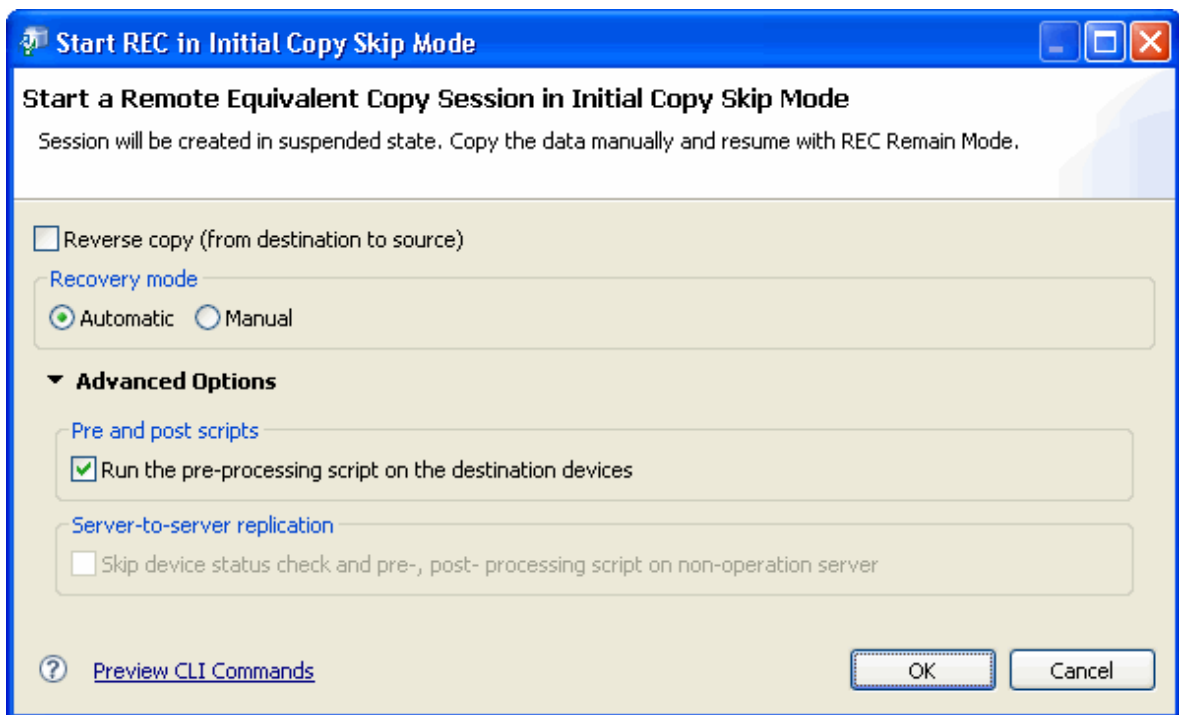 Start REC in Initial Copy Skip Mode
Start a Remote Equivalent Copy Session in Initial Copy Skip Mode
Session will be created in suspended state. Copy the data manually and resume with REC Remain Mode.
Reverse copy (from destination to source)
Recovery mode
Automatic Manual
Advanced Options
Pre and post scripts
Run the pre-processing script on the destination devices
Server-to-server replication
Skip device status check and pre-, post- processing script on non-operation server
? Preview CLI Commands OK Cancel